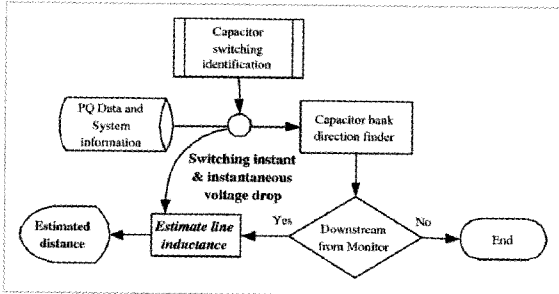 Capacitor
switching
identification
PQ Data and
System
information
Capacitor bank
direction finder
Switching instant
& instantaneous
voltage drop
Estimated
distance
Estimate line
inductance
Yes
Downstream
from Monitor
No
End